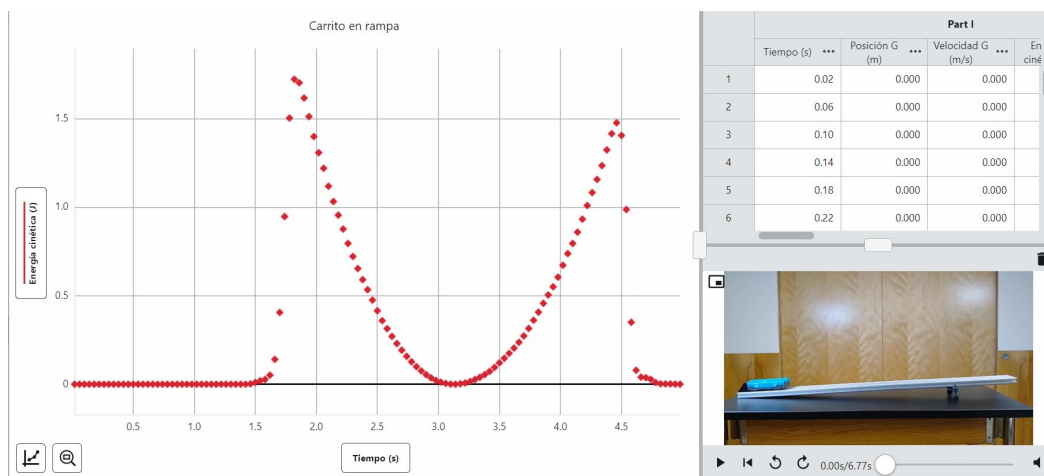 Carrito en rampa
Energía cinética (J)
1.5
1.0
0.5
0
0.5
1.0
1.5
2.0
2.5
3.0
3.5
4.0
4.5
Tiempo (s)
Part I
Tiempo (s) ••• Posición G (m) ••• Velocidad G (m/s) ••• En ciné
1 0.02 0.000 0.000
2 0.06 0.000 0.000
3 0.10 0.000 0.000
4 0.14 0.000 0.000
5 0.18 0.000 0.000
6 0.22 0.000 0.000
0.00s/6.77s